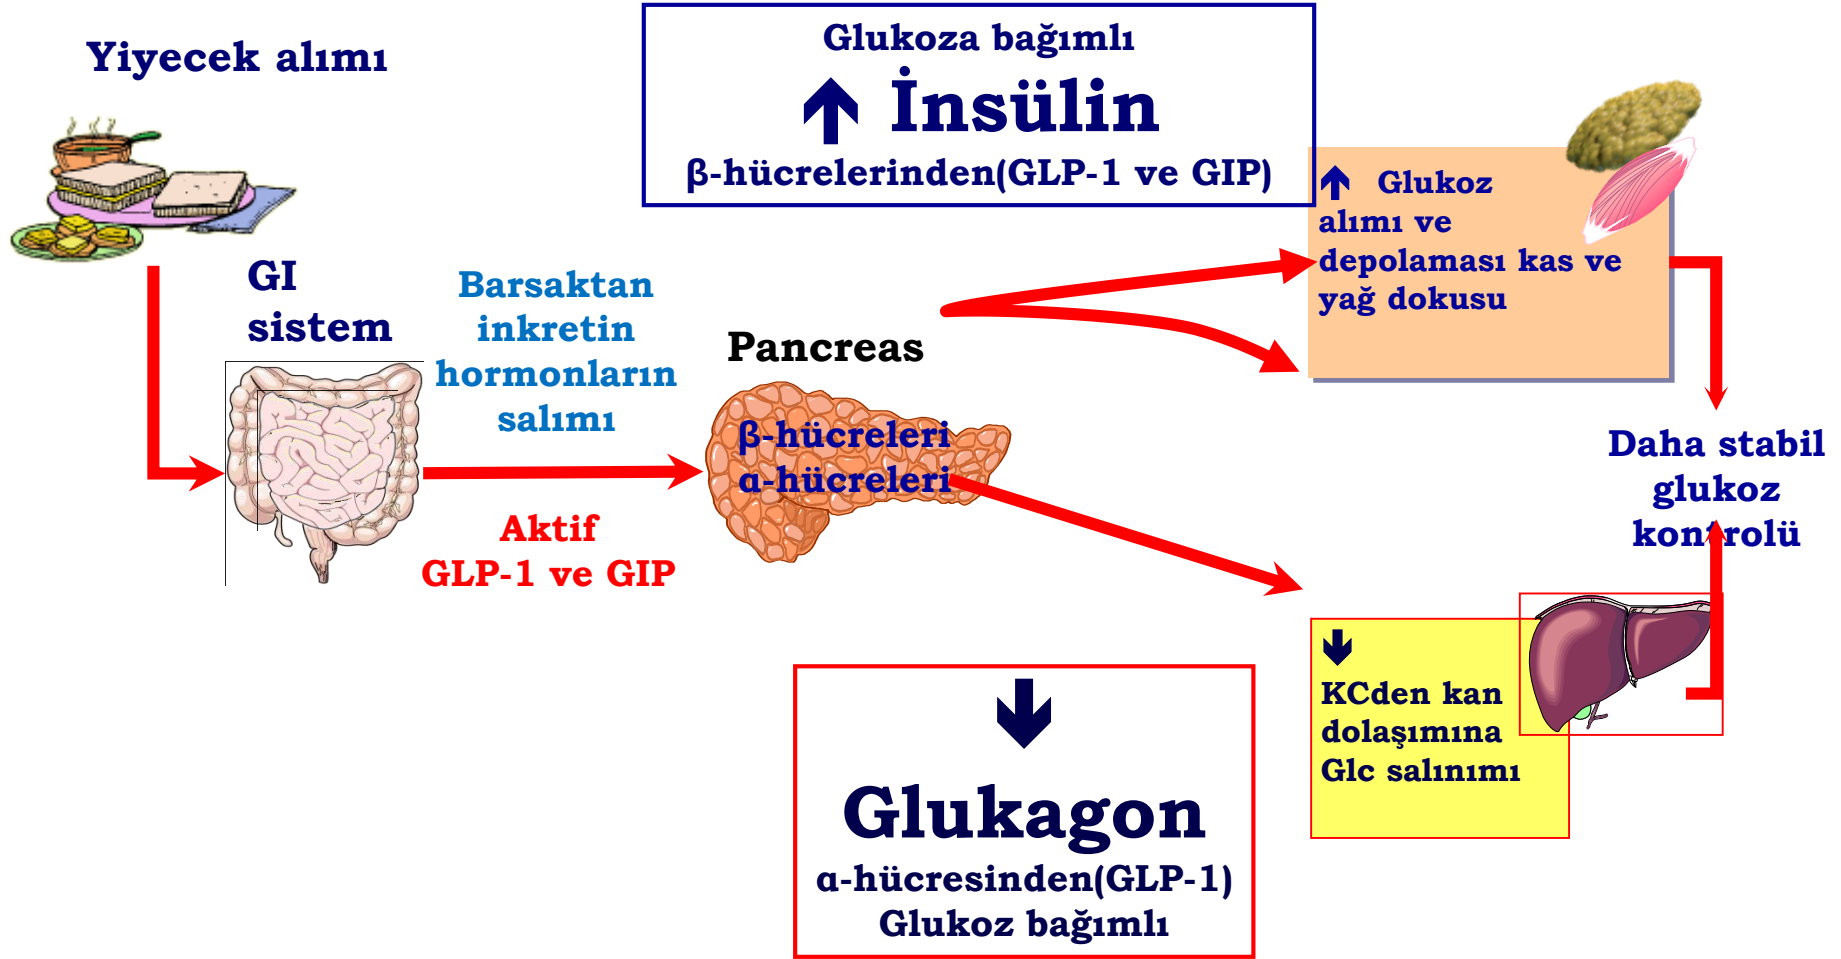 Yiyecek alımı
Glukoza bağımlı
↑ İnsülin
β-hücrelerinden(GLP-1 ve GIP)
GI
sistem
Barsaktan
inkretin
hormonların
salımı
Aktif
GLP-1 ve GIP
Pancreas
β-hücreleri
α-hücreleri
↑ Glukoz
alımı ve
depolaması kas ve
yağ dokusu
Daha stabil
glukoz
kontrolü
↓
KCden kan
dolaşımına
Glc salınımı
↓
Glukagon
α-hücresinden(GLP-1)
Glukoz bağımlı